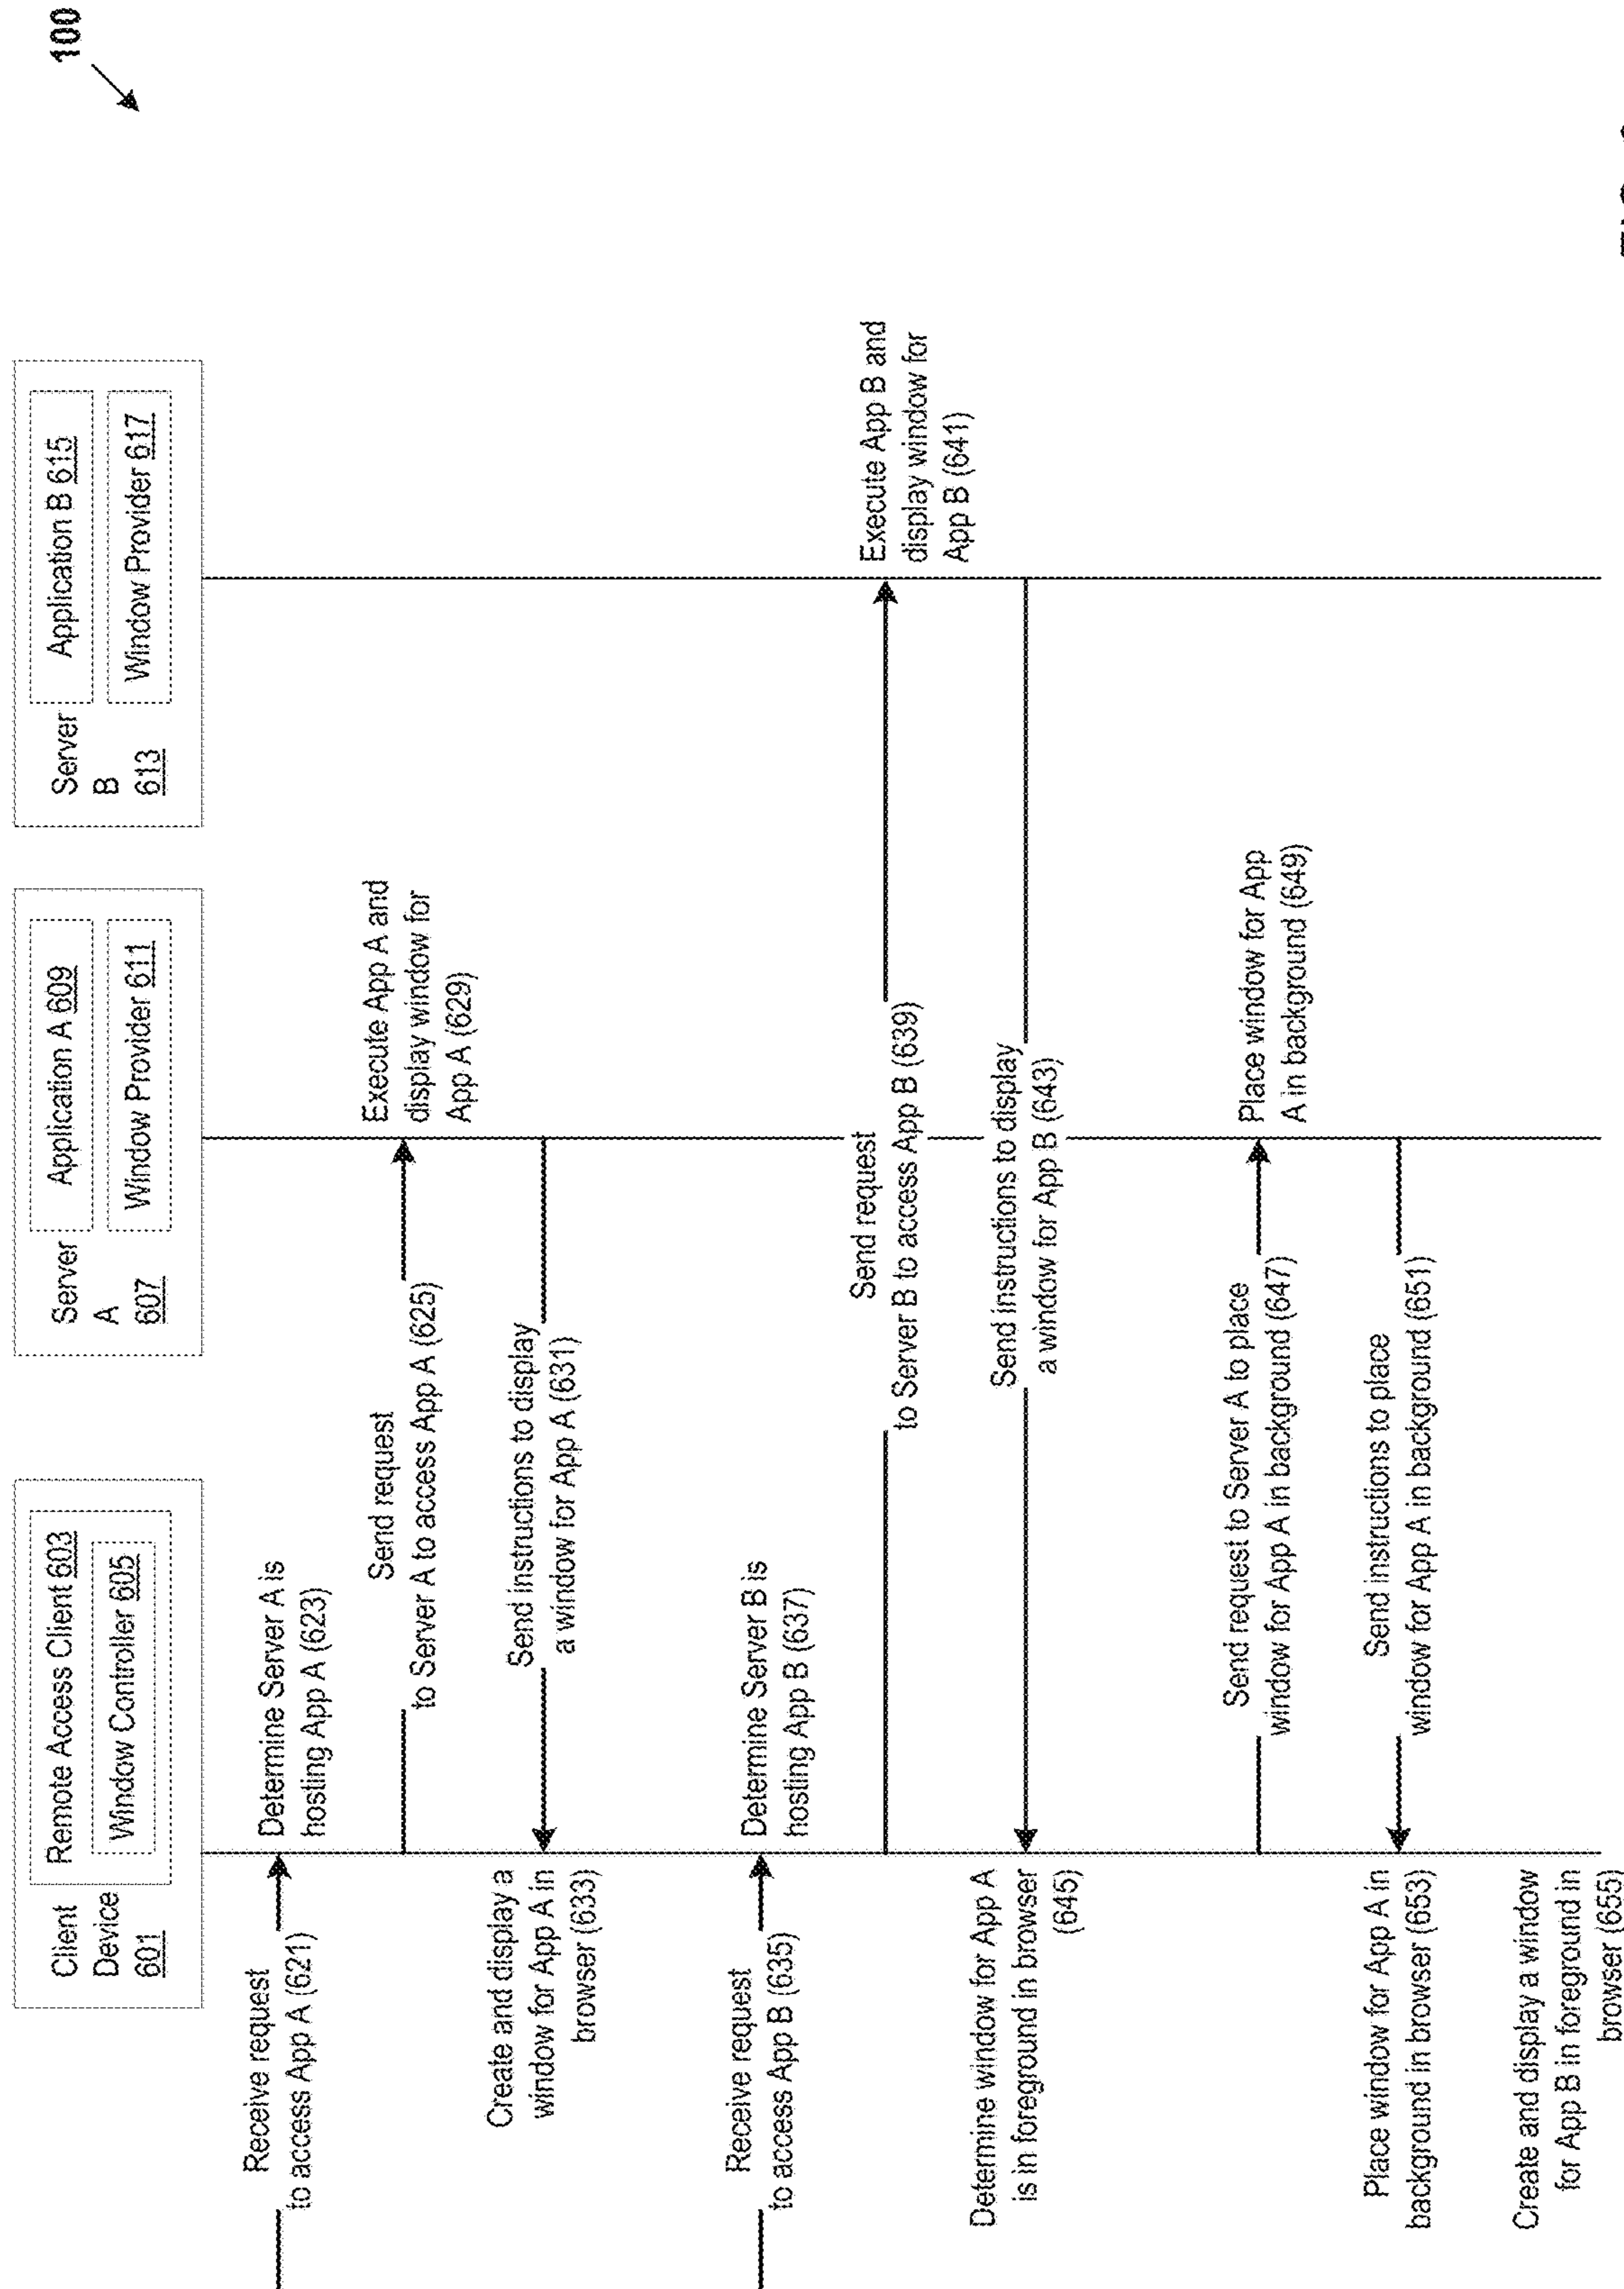 100
Client
Device
601
Remote Access Client 603
Window Controller 605
Server
A
607
Application A 609
Window Provider 611
Server
B
613
Application B 615
Window Provider 617
Receive request
to access App A (621)
Determine Server A is
hosting App A (623)
Send request
to Server A to access App A (625)
Execute App A and
display window for
App A (629)
Send instructions to display
a window for App A (631)
Create and display a
window for App A in
browser (633)
Receive request
to access App B (635)
Determine Server B is
hosting App B (637)
Send request
to Server B to access App B (639)
Execute App B and
display window for
App B (641)
Send instructions to display
a window for App B (643)
Determine window for App A
is in foreground in browser
(645)
Send request to Server A to place
window for App A in background (647)
Place window for App
A in background (649)
Send instructions to place
window for App A in background (651)
Place window for App A in
background in browser (653)
Create and display a window
for App B in foreground in
browser (655)